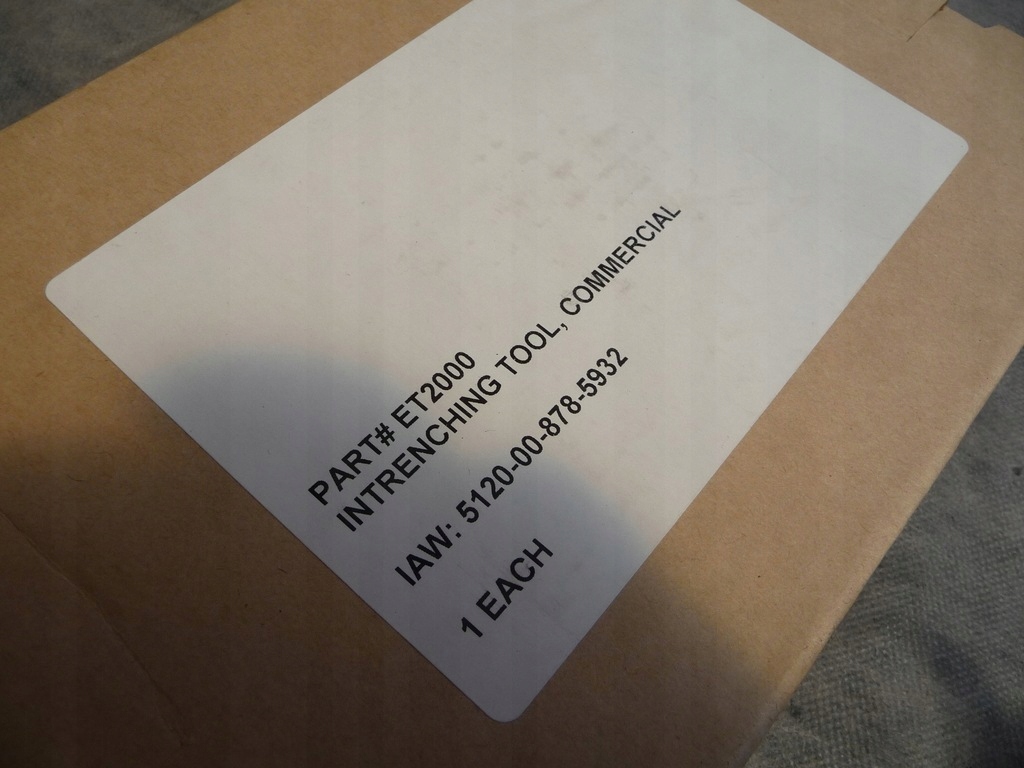 PART# ET2000
INTRENCHING TOOL, COMMERCIAL
IAW: 5120-00-878-5932
1 EACH